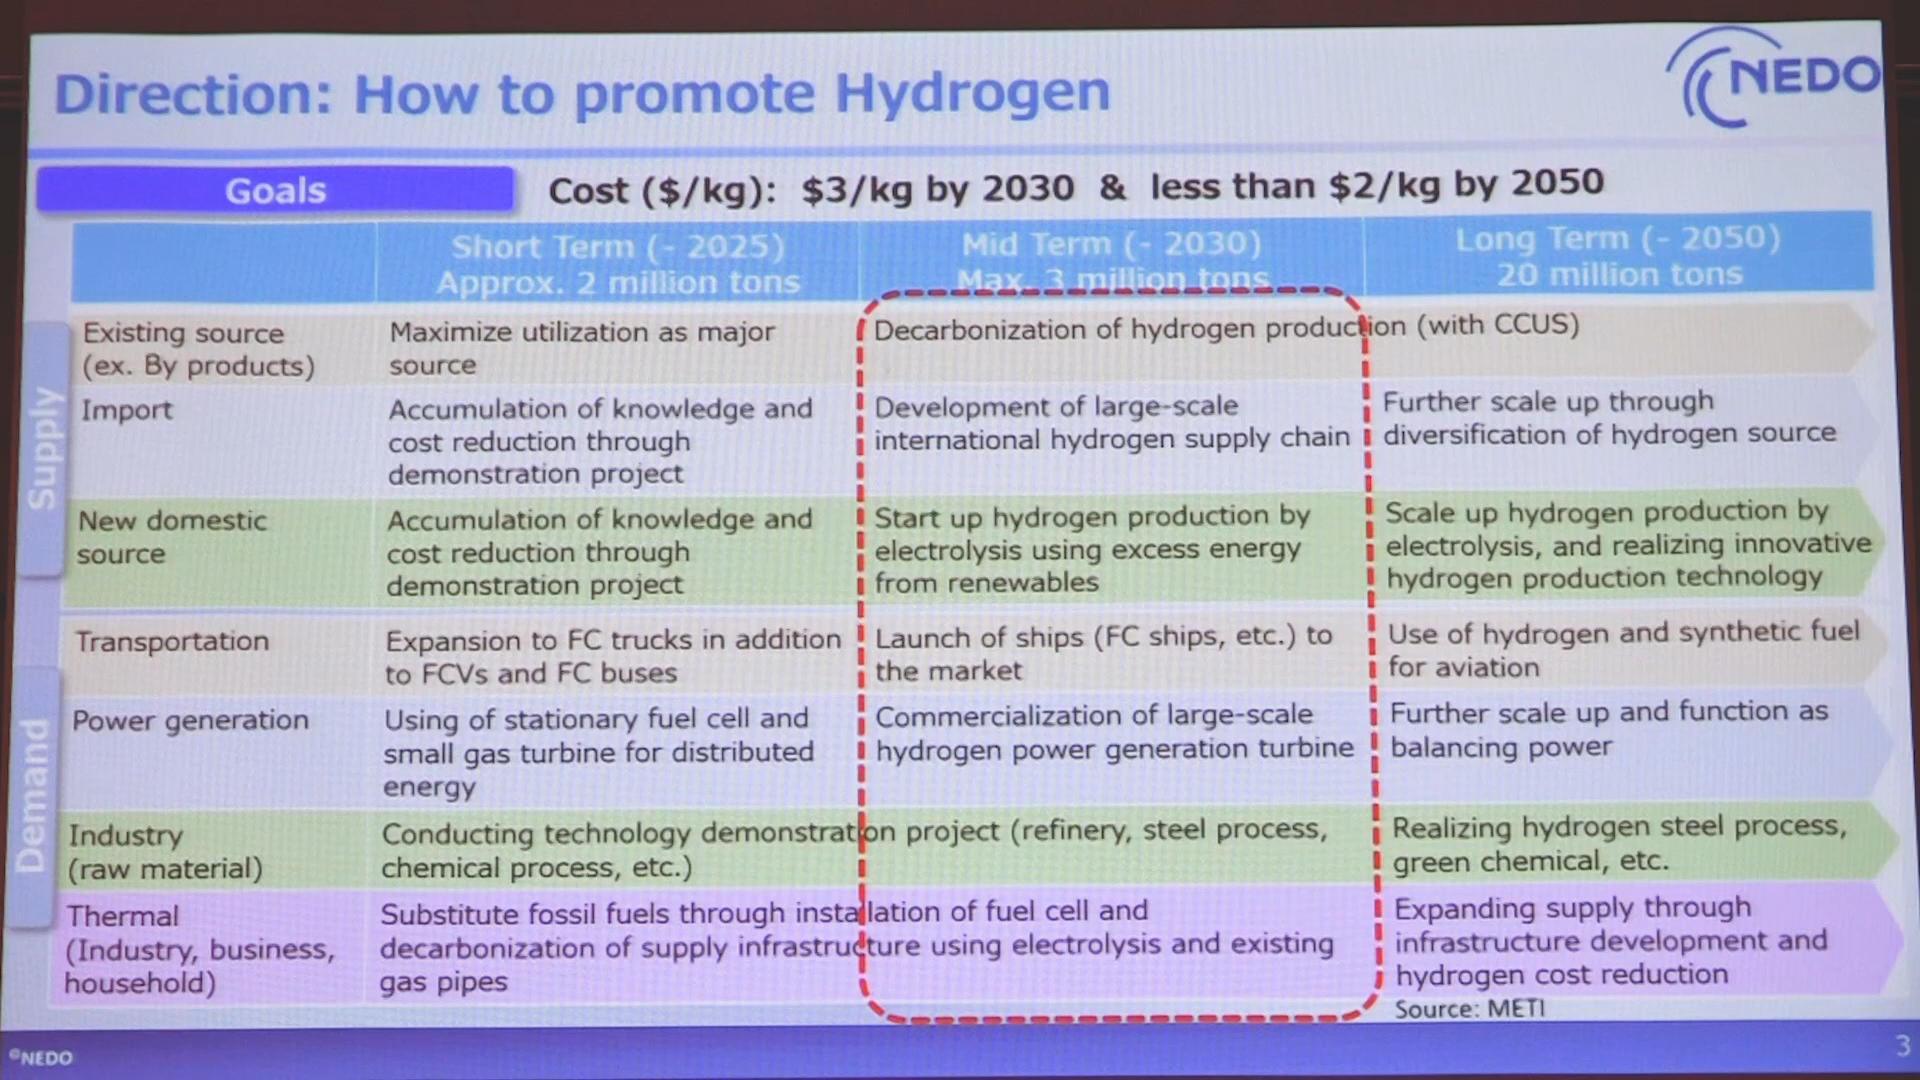 Direction: How to promote Hydrogen
NEDO
Goals
Cost ($/kg): $3/kg by 2030 & less than $2/kg by 2050
Short Term (- 2025)
Approx. 2 million tons
Mid Term (- 2030)
Max. 3 million tons
Long Term (- 2050)
20 million tons
Supply
Existing source
(ex. By products)
Maximize utilization as major
source
Decarbonization of hydrogen production (with CCUS)
Import
Accumulation of knowledge and
cost reduction through
demonstration project
Development of large-scale
international hydrogen supply chain
Further scale up through
diversification of hydrogen source
New domestic
source
Accumulation of knowledge and
cost reduction through
demonstration project
Start up hydrogen production by
electrolysis using excess energy
from renewables
Scale up hydrogen production by
electrolysis, and realizing innovative
hydrogen production technology
Demand
Transportation
Expansion to FC trucks in addition
to FCVs and FC buses
Launch of ships (FC ships, etc.) to
the market
Use of hydrogen and synthetic fuel
for aviation
Power generation
Using of stationary fuel cell and
small gas turbine for distributed
energy
Commercialization of large-scale
hydrogen power generation turbine
Further scale up and function as
balancing power
Industry
(raw material)
Conducting technology demonstration project (refinery, steel process,
chemical process, etc.)
Realizing hydrogen steel process,
green chemical, etc.
Thermal
(Industry, business,
household)
Substitute fossil fuels through installation of fuel cell and
decarbonization of supply infrastructure using electrolysis and existing
gas pipes
Expanding supply through
infrastructure development and
hydrogen cost reduction
Source: METI
©NEDO
3